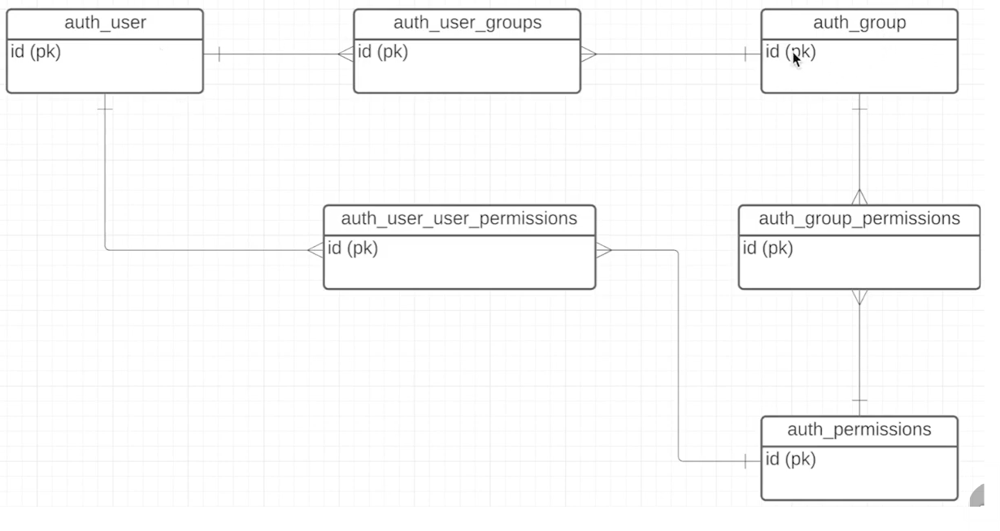 auth_user
id (pk)
auth_user_groups
id (pk)
auth_group
id (pk)
auth_user_user_permissions
id (pk)
auth_group_permissions
id (pk)
auth_permissions
id (pk)